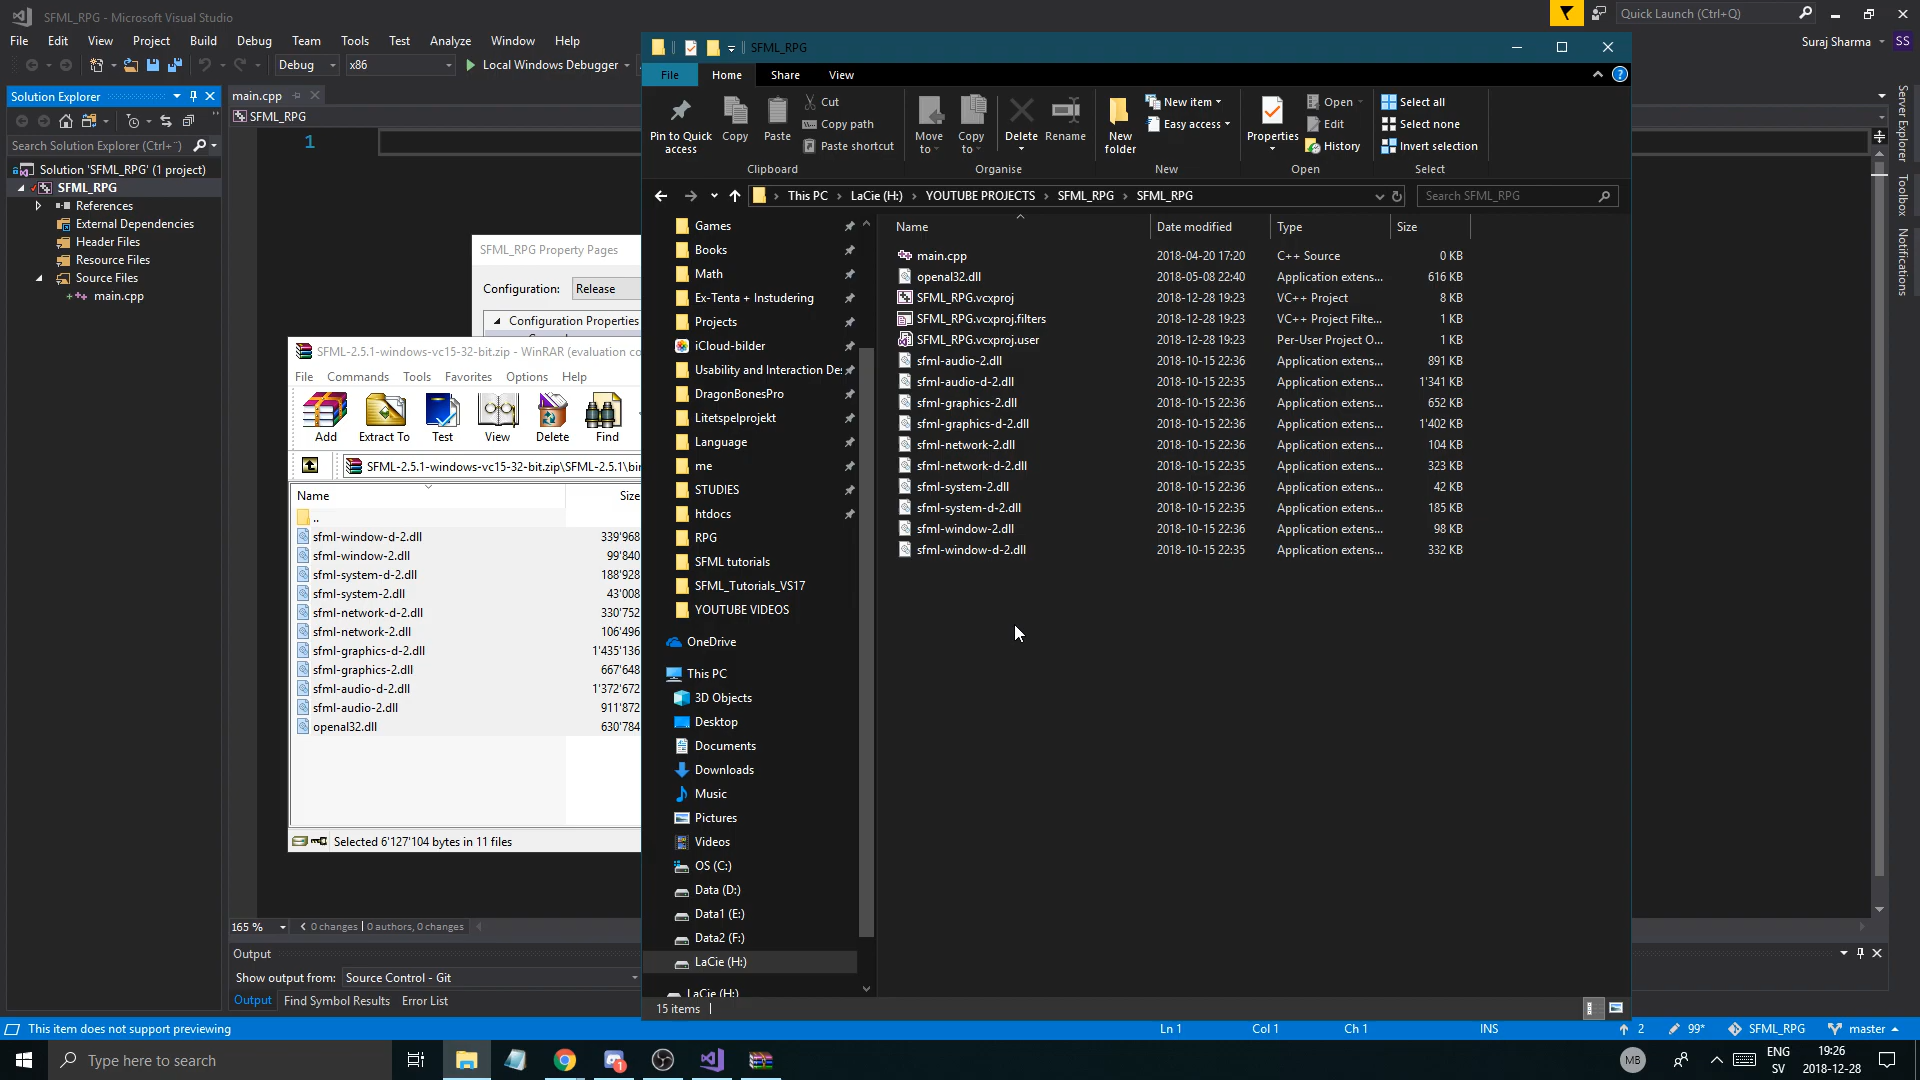 SFML_RPG - Microsoft Visual Studio
Quick Launch (Ctrl+Q)
File Edit View Project Build Debug Team Tools Test Analyze Window Help
Suraj Sharma SS
Debug x86 Local Windows Debugger
Solution Explorer
Search Solution Explorer (Ctrl+¨)
Solution 'SFML_RPG' (1 project)
SFML_RPG
References
External Dependencies
Header Files
Resource Files
Source Files
main.cpp
main.cpp
SFML_RPG
1
SFML_RPG Property Pages
Configuration: Release
Configuration Properties
SFML-2.5.1-windows-vc15-32-bit.zip - WinRAR (evaluation co
File Commands Tools Favorites Options Help
Add Extract To Test View Delete Find
SFML-2.5.1-windows-vc15-32-bit.zip\SFML-2.5.1\bin
Name Size
..
sfml-window-d-2.dll 339'968
sfml-window-2.dll 99'840
sfml-system-d-2.dll 188'928
sfml-system-2.dll 43'008
sfml-network-d-2.dll 330'752
sfml-network-2.dll 106'496
sfml-graphics-d-2.dll 1'435'136
sfml-graphics-2.dll 667'648
sfml-audio-d-2.dll 1'372'672
sfml-audio-2.dll 911'872
openal32.dll 630'784
Selected 6'127'104 bytes in 11 files
SFML_RPG
File Home Share View
Pin to Quick access
Copy
Paste
Cut
Copy path
Paste shortcut
Clipboard
Move to
Copy to
Delete
Rename
Organise
New folder
New item
Easy access
New
Properties
Open
Edit
History
Open
Select all
Select none
Invert selection
Select
This PC LaCie (H:) YOUTUBE PROJECTS SFML_RPG SFML_RPG
Search SFML_RPG
Games
Books
Math
Ex-Tenta + Instudering
Projects
iCloud-bilder
Usability and Interaction De
DragonBonesPro
Litetspelprojekt
Language
me
STUDIES
htdocs
RPG
SFML tutorials
SFML_Tutorials_VS17
YOUTUBE VIDEOS
OneDrive
This PC
3D Objects
Desktop
Documents
Downloads
Music
Pictures
Videos
OS (C:)
Data (D:)
Data1 (E:)
Data2 (F:)
LaCie (H:)
LaCie (H:)
Name Date modified Type Size
main.cpp 2018-04-20 17:20 C++ Source 0 KB
openal32.dll 2018-05-08 22:40 Application extens... 616 KB
SFML_RPG.vcxproj 2018-12-28 19:23 VC++ Project 8 KB
SFML_RPG.vcxproj.filters 2018-12-28 19:23 VC++ Project Filte... 1 KB
SFML_RPG.vcxproj.user 2018-12-28 19:23 Per-User Project O... 1 KB
sfml-audio-2.dll 2018-10-15 22:36 Application extens... 891 KB
sfml-audio-d-2.dll 2018-10-15 22:35 Application extens... 1'341 KB
sfml-graphics-2.dll 2018-10-15 22:36 Application extens... 652 KB
sfml-graphics-d-2.dll 2018-10-15 22:35 Application extens... 1'402 KB
sfml-network-2.dll 2018-10-15 22:36 Application extens... 104 KB
sfml-network-d-2.dll 2018-10-15 22:35 Application extens... 323 KB
sfml-system-2.dll 2018-10-15 22:36 Application extens... 42 KB
sfml-system-d-2.dll 2018-10-15 22:35 Application extens... 185 KB
sfml-window-2.dll 2018-10-15 22:36 Application extens... 98 KB
sfml-window-d-2.dll 2018-10-15 22:35 Application extens... 332 KB
15 items
Server Explorer
Toolbox
Notifications
165 % 0 changes | 0 authors, 0 changes
Output
Show output from: Source Control - Git
Output Find Symbol Results Error List
This item does not support previewing
Ln 1 Col 1 Ch 1 INS 2 99* SFML_RPG master
Type here to search
1
MB
ENG
SV
19:26
2018-12-28